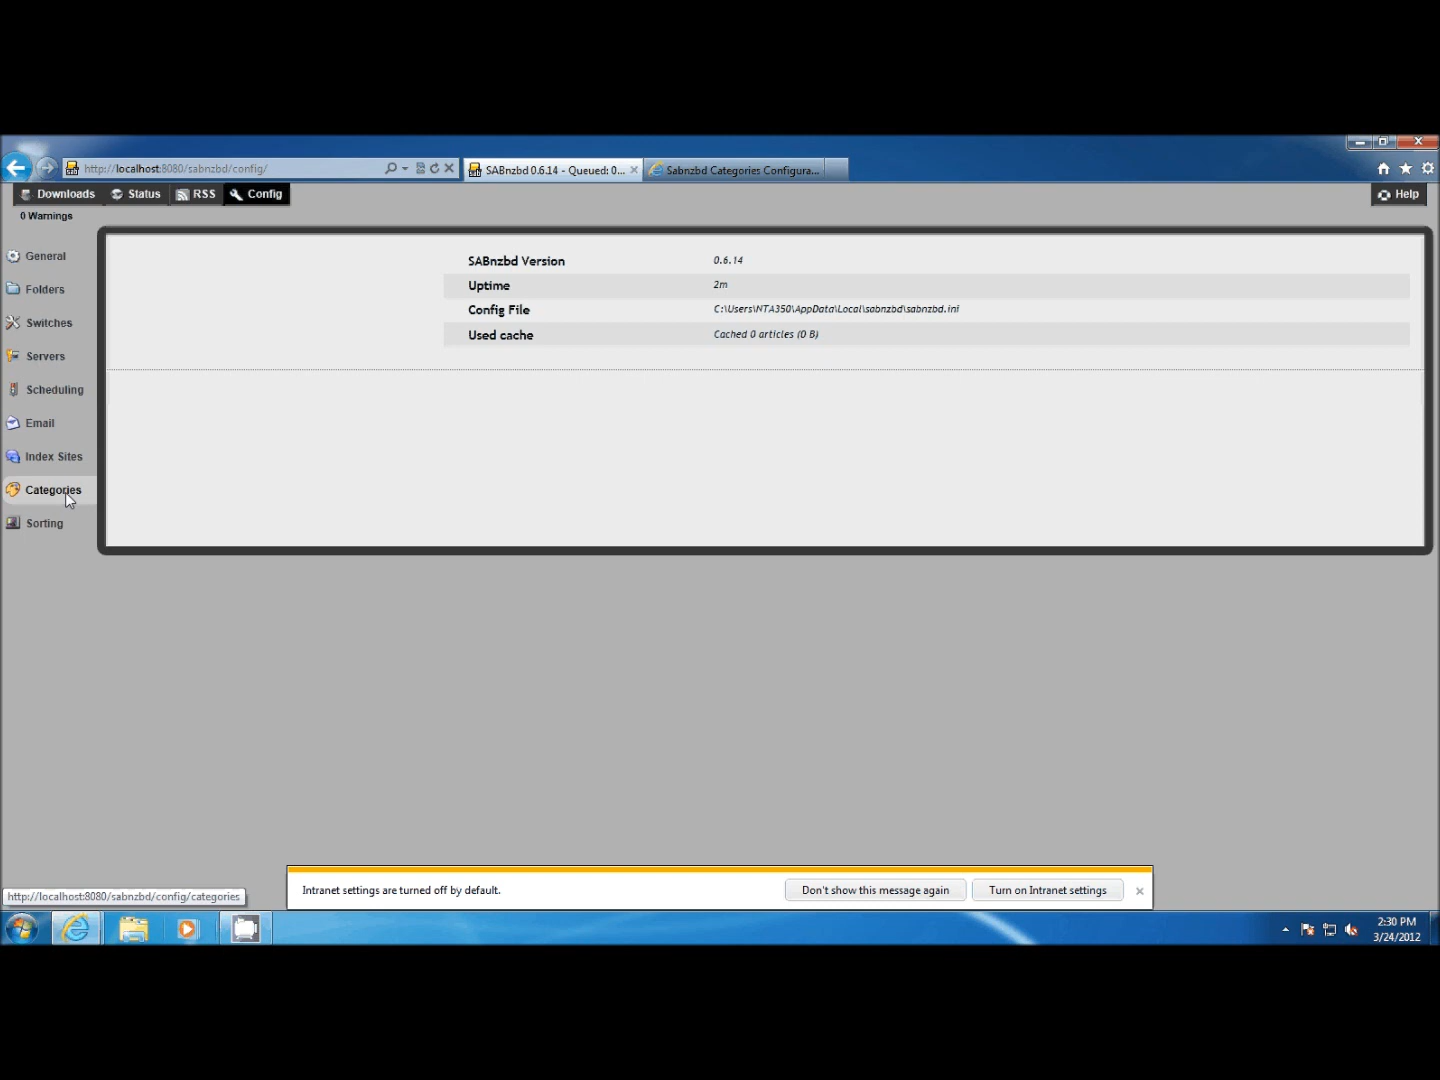 http://localhost:8080/sabnzbd/config/
SABnzbd 0.6.14 - Queued: 0...
Sabnzbd Categories Configura...
Downloads
Status
RSS
Config
Help
0 Warnings
General
Folders
Switches
Servers
Scheduling
Email
Index Sites
Categories
Sorting
SABnzbd Version 0.6.14
Uptime 2m
Config File C:\Users\NTA350\AppData\Local\sabnzbd\sabnzbd.ini
Used cache Cached 0 articles (0 B)
Intranet settings are turned off by default.
Don't show this message again
Turn on Intranet settings
http://localhost:8080/sabnzbd/config/categories
2:30 PM
3/24/2012